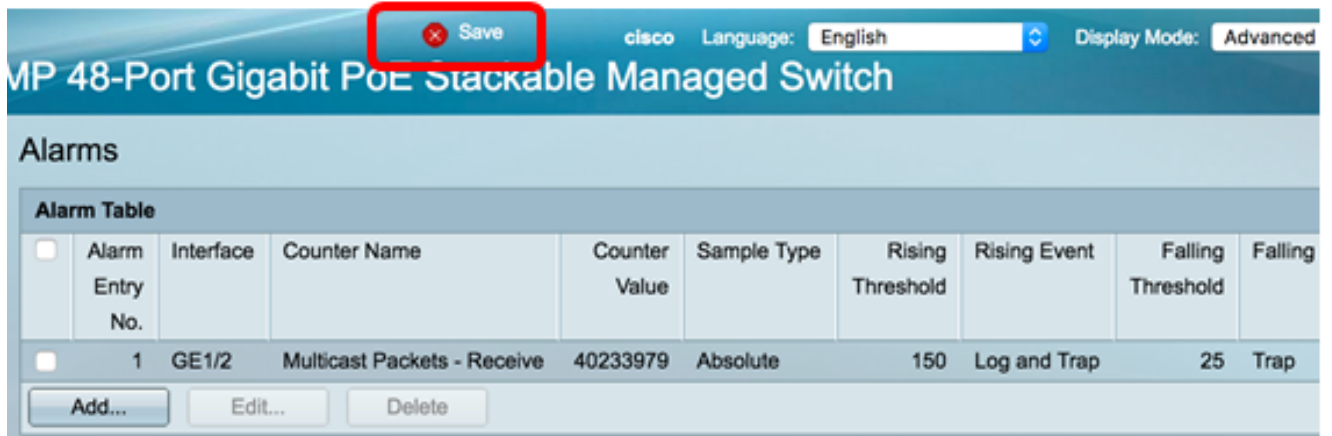 Save
cisco Language: English Display Mode: Advanced
MP 48-Port Gigabit PoE Stackable Managed Switch
Alarms
Alarm Table
Alarm Entry No. Interface Counter Name Counter Value Sample Type Rising Threshold Rising Event Falling Threshold Falling
1 GE1/2 Multicast Packets - Receive 40233979 Absolute 150 Log and Trap 25 Trap
Add... Edit... Delete